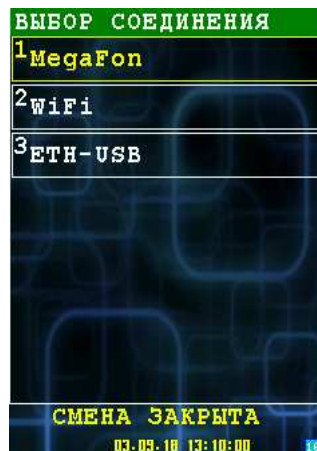 ВЫБОР СОЕДИНЕНИЯ
1MegaFon
2WiFi
3ETH-USB
СМЕНА ЗАКРЫТА
03-09-18 13:10:00